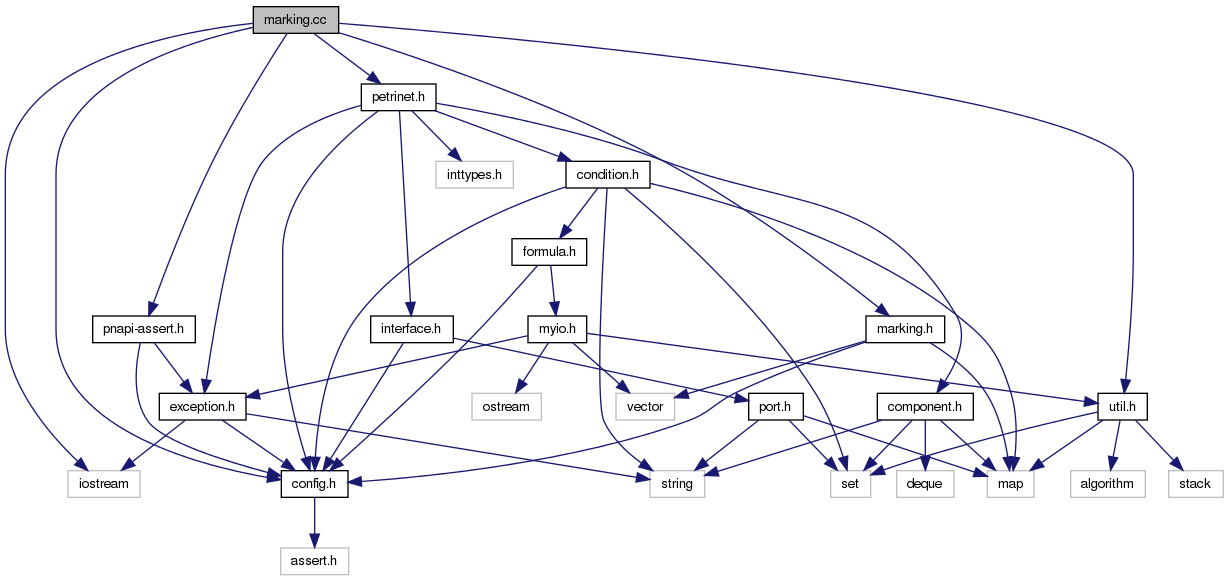 marking.cc
petrinet.h
inttypes.h
condition.h
formula.h
pnapi-assert.h
interface.h
myio.h
marking.h
exception.h
ostream
vector
port.h
component.h
util.h
iostream
config.h
string
set
deque
map
algorithm
stack
assert.h